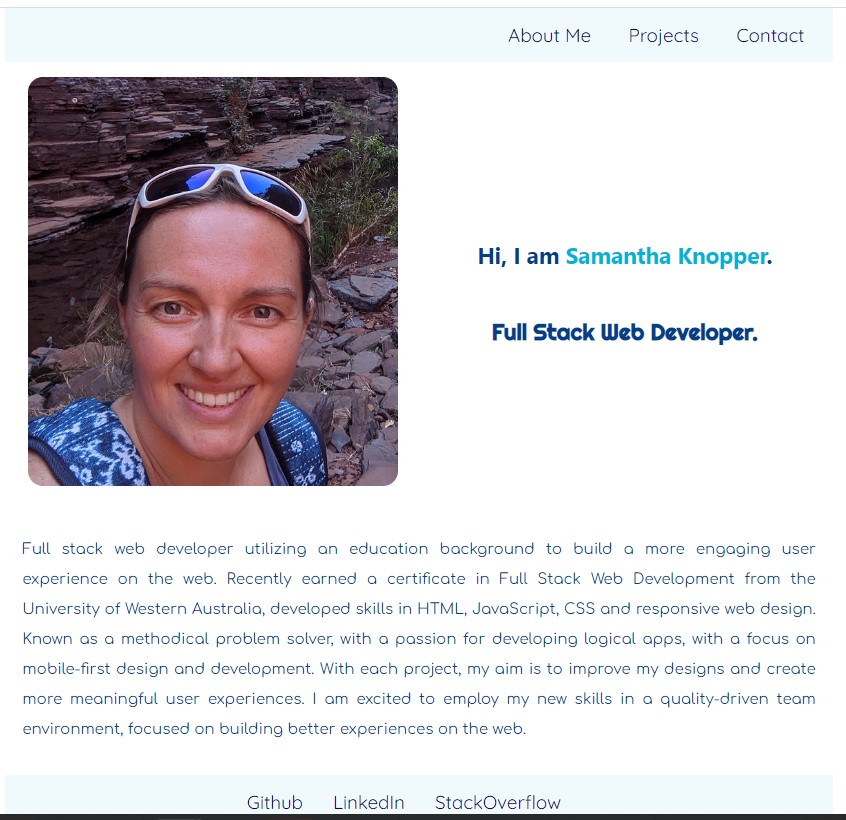 About Me Projects Contact
Hi, I am Samantha Knopper.
Full Stack Web Developer.
Full stack web developer utilizing an education background to build a more engaging user
experience on the web. Recently earned a certificate in Full Stack Web Development from the
University of Western Australia, developed skills in HTML, JavaScript, CSS and responsive web design.
Known as a methodical problem solver, with a passion for developing logical apps, with a focus on
mobile-first design and development. With each project, my aim is to improve my designs and create
more meaningful user experiences. I am excited to employ my new skills in a quality-driven team
environment, focused on building better experiences on the web.
Github LinkedIn StackOverflow